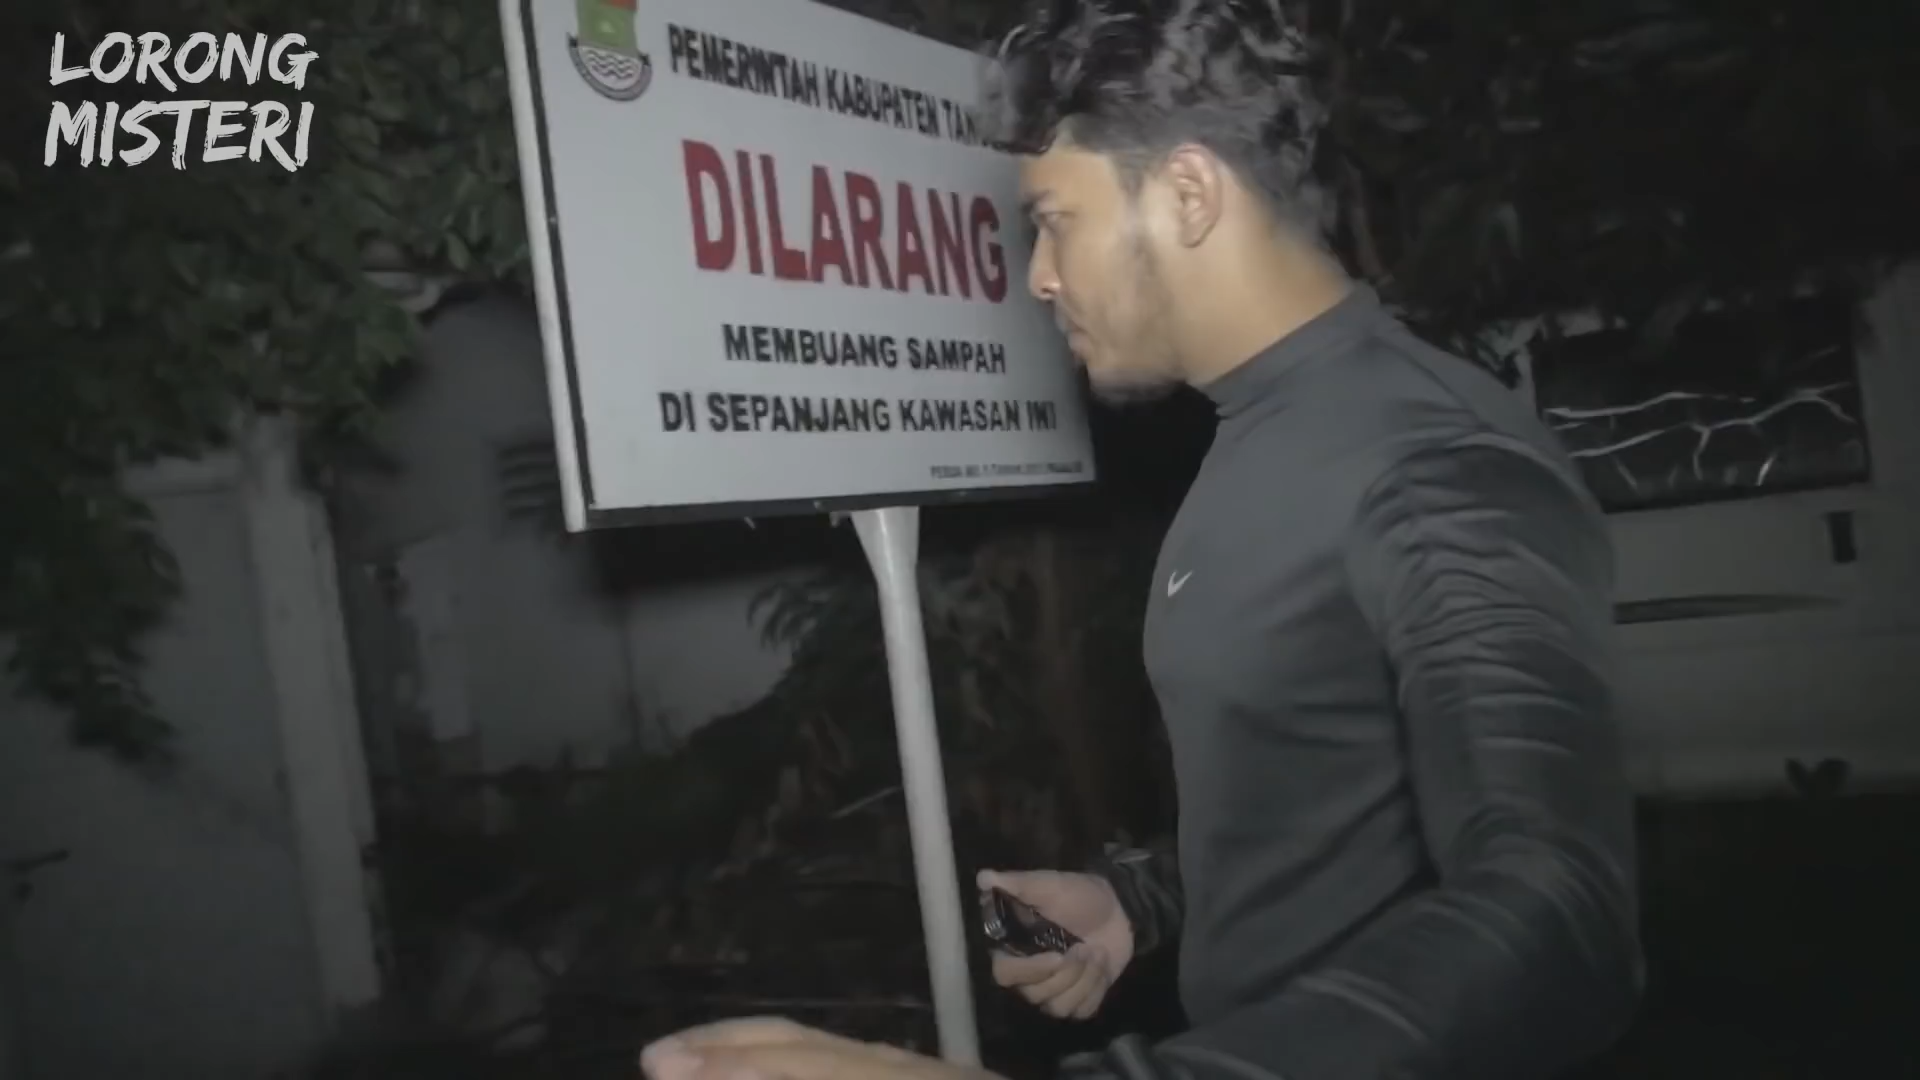 LORONG
MISTERI
PEMERINTAH KABUPATEN
DILARANG
MEMBUANG SAMPAH
DI SEPANJANG KAWASAN INI